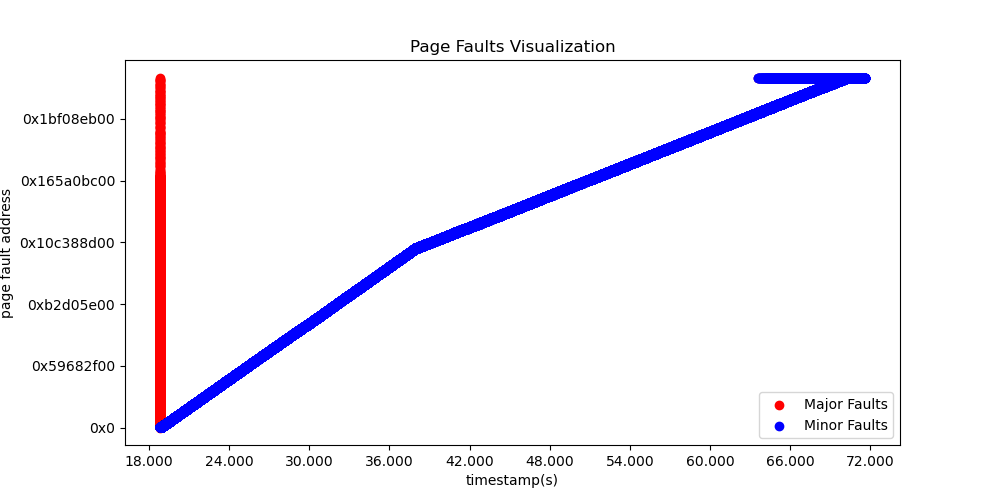 Page Faults Visualization
page fault address
0x1bf08eb00
0x165a0bc00
0x10c388d00
0xb2d05e00
0x59682f00
0x0
Major Faults
Minor Faults
18.000 24.000 30.000 36.000 42.000 48.000 54.000 60.000 66.000 72.000
timestamp(s)